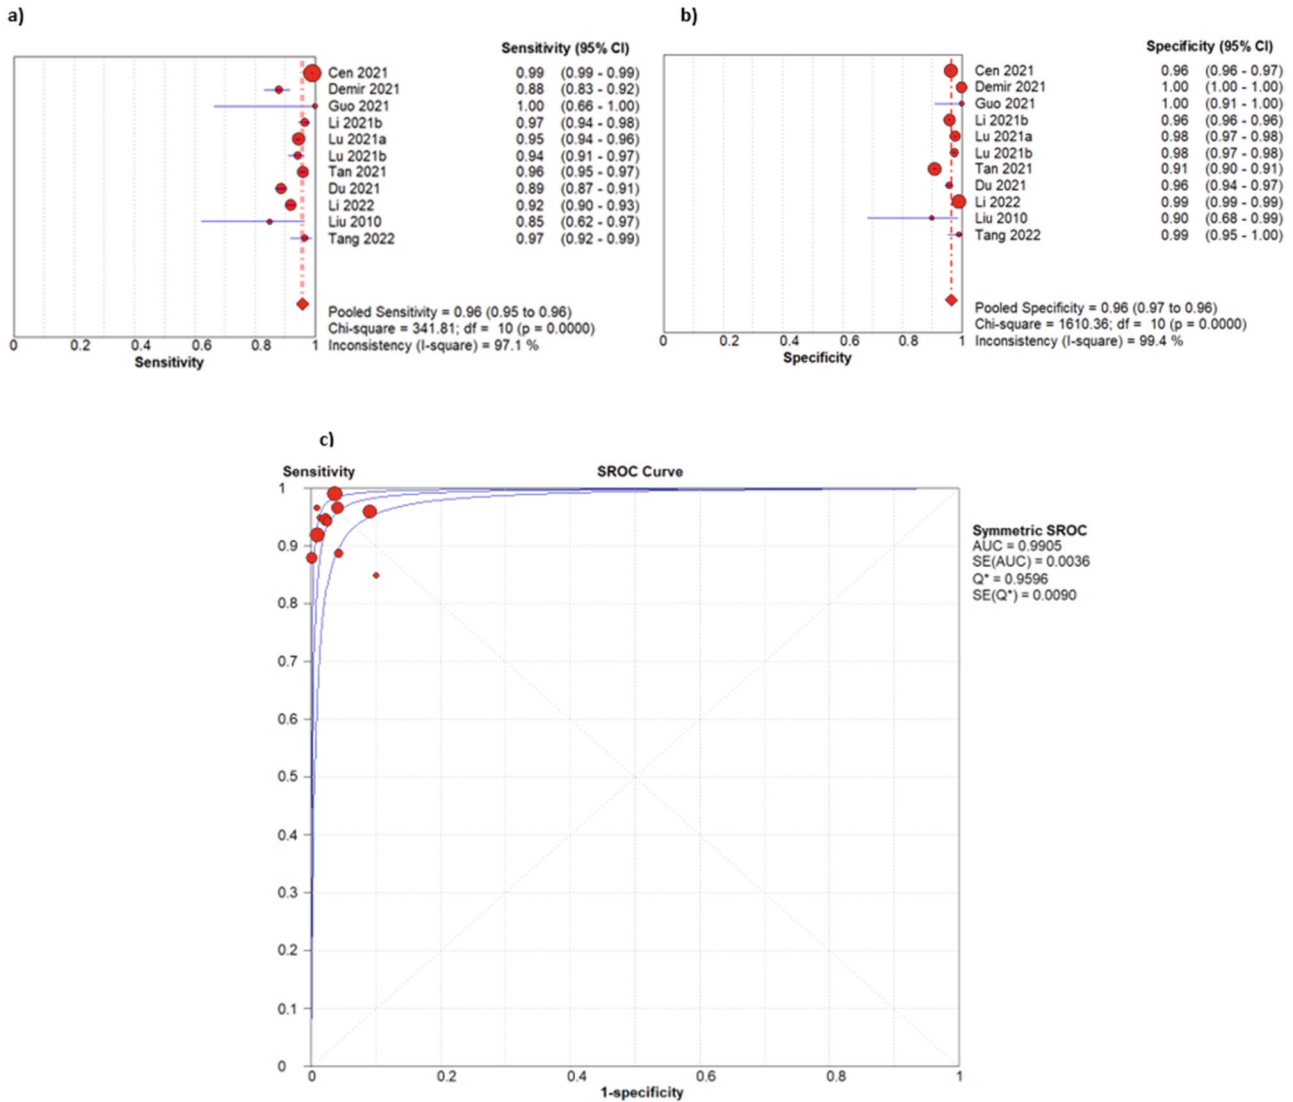 a)
Sensitivity (95% CI)
Cen 2021 0.99 (0.99 - 0.99)
Demir 2021 0.88 (0.83 - 0.92)
Guo 2021 1.00 (0.66 - 1.00)
Li 2021b 0.97 (0.94 - 0.98)
Lu 2021a 0.95 (0.94 - 0.96)
Lu 2021b 0.94 (0.91 - 0.97)
Tan 2021 0.96 (0.95 - 0.97)
Du 2021 0.89 (0.87 - 0.91)
Li 2022 0.92 (0.90 - 0.93)
Liu 2010 0.85 (0.62 - 0.97)
Tang 2022 0.97 (0.92 - 0.99)
Pooled Sensitivity = 0.96 (0.95 to 0.96)
Chi-square = 341.81; df = 10 (p = 0.0000)
Inconsistency (I-square) = 97.1 %
0 0.2 0.4 0.6 0.8 1
Sensitivity
b)
Specificity (95% CI)
Cen 2021 0.96 (0.96 - 0.97)
Demir 2021 1.00 (1.00 - 1.00)
Guo 2021 1.00 (0.91 - 1.00)
Li 2021b 0.96 (0.96 - 0.96)
Lu 2021a 0.98 (0.97 - 0.98)
Lu 2021b 0.98 (0.97 - 0.98)
Tan 2021 0.91 (0.90 - 0.91)
Du 2021 0.96 (0.94 - 0.97)
Li 2022 0.99 (0.99 - 0.99)
Liu 2010 0.90 (0.68 - 0.99)
Tang 2022 0.99 (0.95 - 1.00)
Pooled Specificity = 0.96 (0.97 to 0.96)
Chi-square = 1610.36; df = 10 (p = 0.0000)
Inconsistency (I-square) = 99.4 %
0 0.2 0.4 0.6 0.8 1
Specificity
c)
Sensitivity SROC Curve
1
0.9
0.8
0.7
0.6
0.5
0.4
0.3
0.2
0.1
0
0 0.2 0.4 0.6 0.8 1
1-specificity
Symmetric SROC
AUC = 0.9905
SE(AUC) = 0.0036
Q* = 0.9596
SE(Q*) = 0.0090